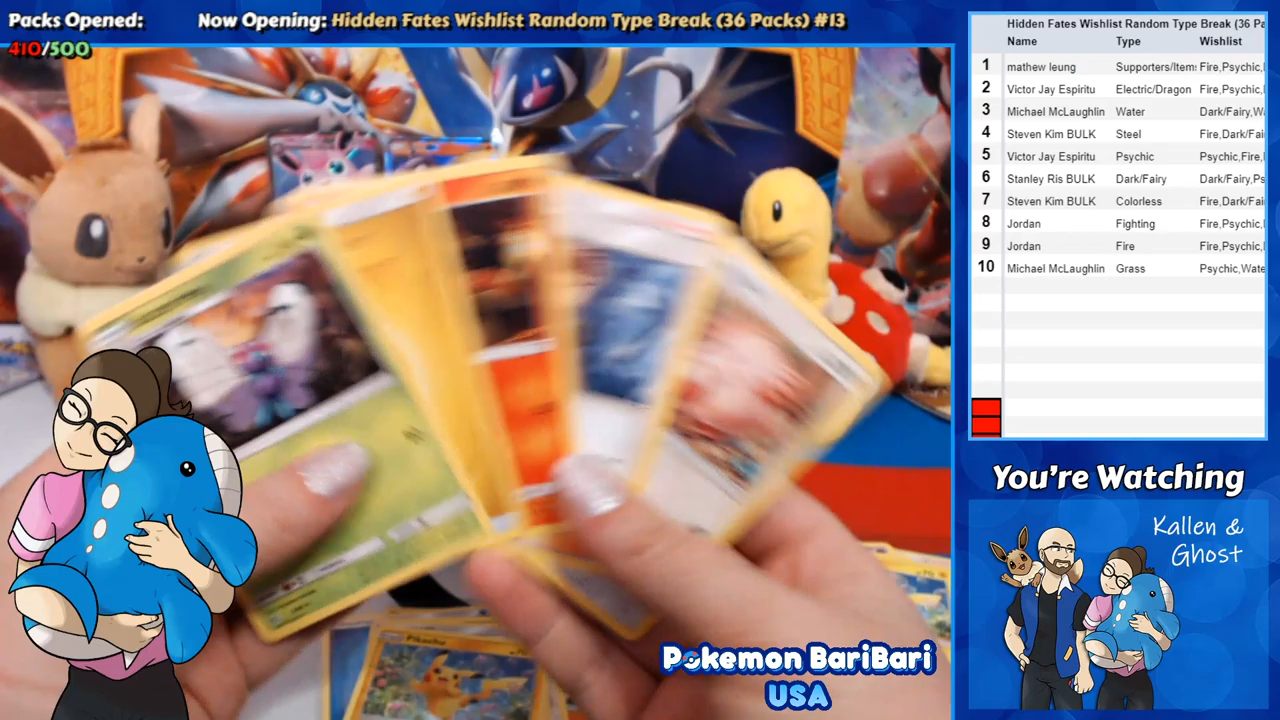 Packs Opened:
410/500
Now Opening: Hidden Fates Wishlist Random Type Break (36 Packs) #13
Hidden Fates Wishlist Random Type Break (36 Pa
Name Type Wishlist
1 mathew leung Supporters/Items Fire,Psychic,
2 Victor Jay Espiritu Electric/Dragon Fire,Psychic,
3 Michael McLaughlin Water Dark/Fairy,Wa
4 Steven Kim BULK Steel Fire,Dark/Fai
5 Victor Jay Espiritu Psychic Psychic,Fire,
6 Stanley Ris BULK Dark/Fairy Dark/Fairy,Ps
7 Steven Kim BULK Colorless Fire,Dark/Fai
8 Jordan Fighting Fire,Psychic,
9 Jordan Fire Fire,Psychic,
10 Michael McLaughlin Grass Psychic,Wate
You're Watching
Kallen &
Ghost
Pikachu
Pokemon BariBari
USA